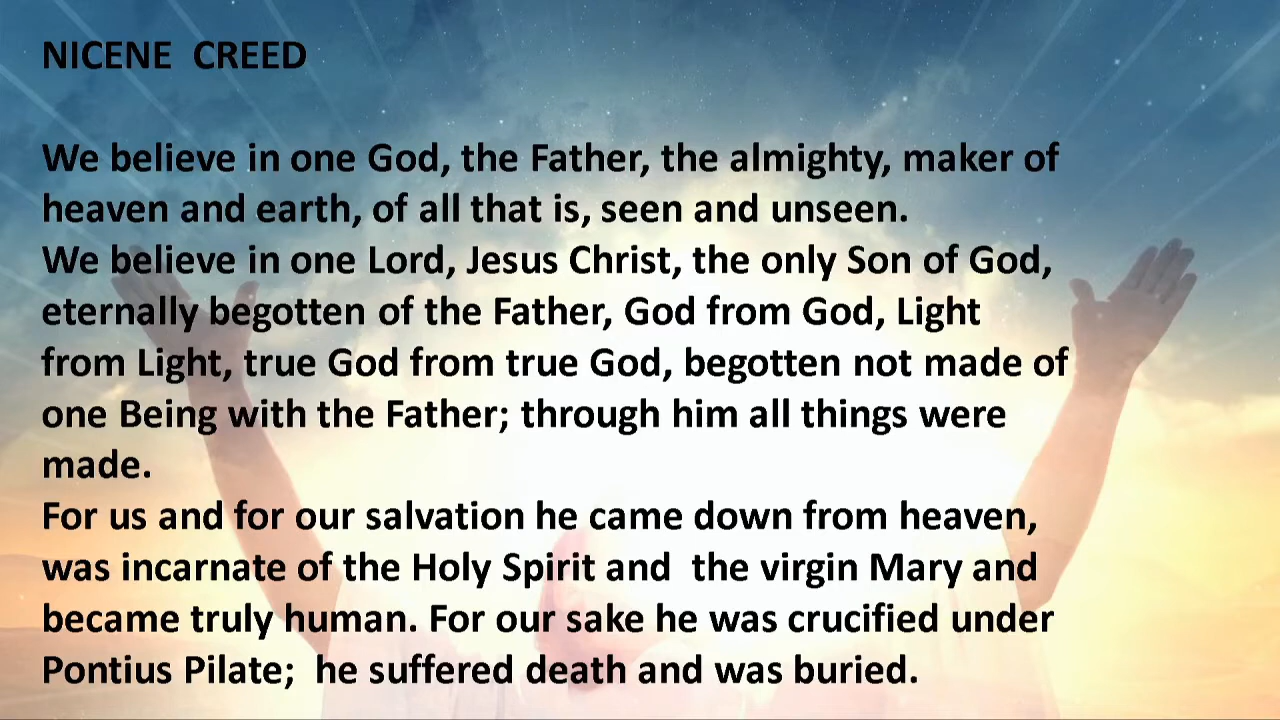 NICENE  CREED
We believe in one God, the Father, the almighty, maker of
heaven and earth, of all that is, seen and unseen.
We believe in one Lord, Jesus Christ, the only Son of God,
eternally begotten of the Father, God from God, Light
from Light, true God from true God, begotten not made of
one Being with the Father; through him all things were
made.
For us and for our salvation he came down from heaven,
was incarnate of the Holy Spirit and  the virgin Mary and
became truly human. For our sake he was crucified under
Pontius Pilate;  he suffered death and was buried.